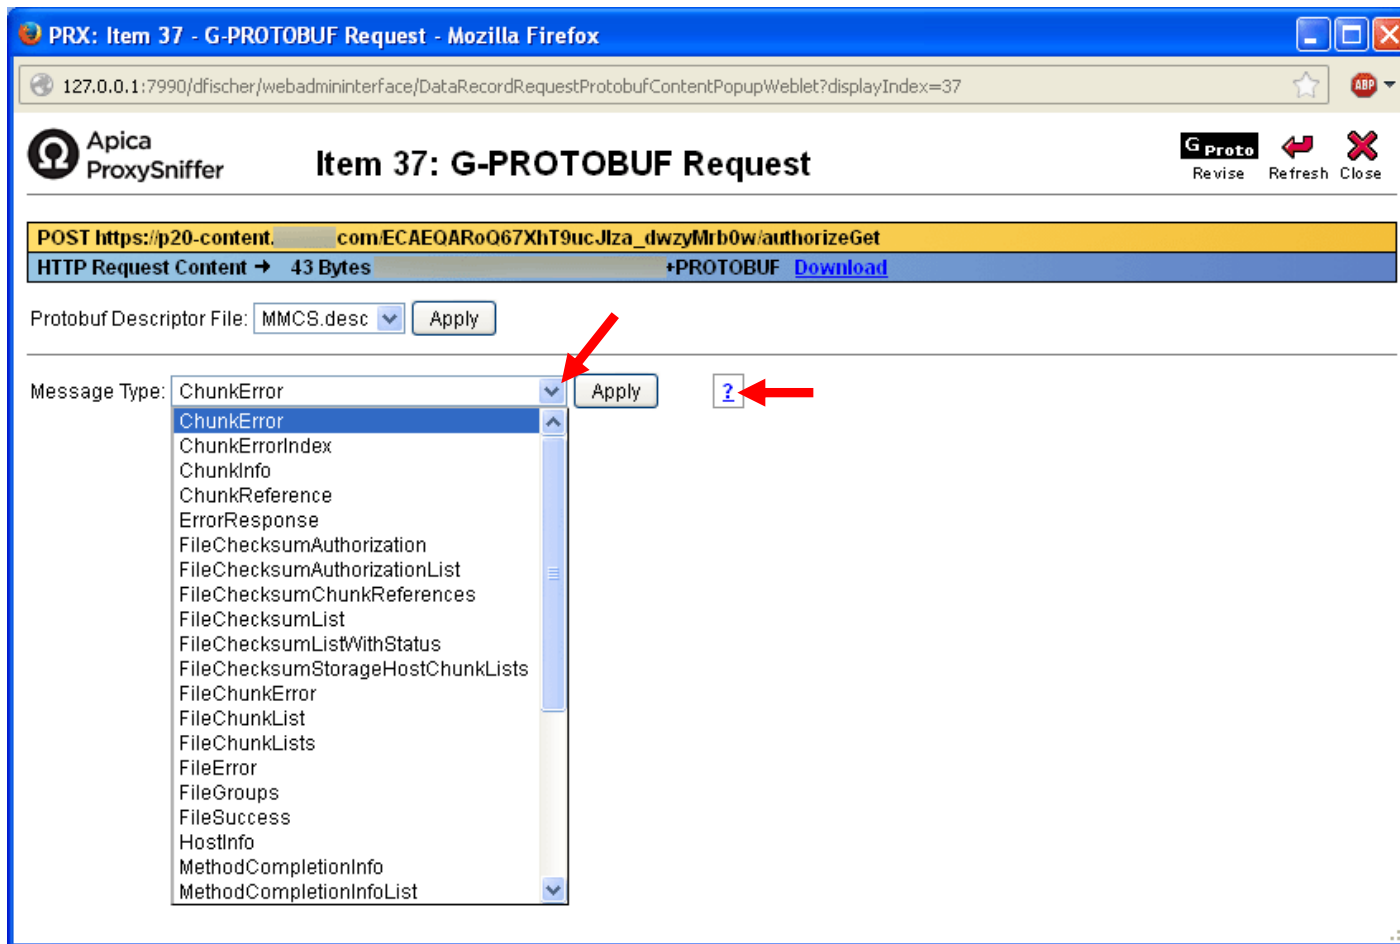 PRX: Item 37 - G-PROTOBUF Request - Mozilla Firefox
127.0.0.1:7990/dfischer/webadmininterface/DataRecordRequestProtobufContentPopupWeblet?displayIndex=37
ABP
Apica
ProxySniffer
Item 37: G-PROTOBUF Request
G Proto
Revise Refresh Close
POST https://p20-content. com/ECAEQARoQ67XhT9ucJIza_dwzyMrb0w/authorizeGet
HTTP Request Content → 43 Bytes +PROTOBUF Download
Protobuf Descriptor File: MMCS.desc Apply
Message Type: ChunkError Apply ?
ChunkError
ChunkErrorIndex
ChunkInfo
ChunkReference
ErrorResponse
FileChecksumAuthorization
FileChecksumAuthorizationList
FileChecksumChunkReferences
FileChecksumList
FileChecksumListWithStatus
FileChecksumStorageHostChunkLists
FileChunkError
FileChunkList
FileChunkLists
FileError
FileGroups
FileSuccess
HostInfo
MethodCompletionInfo
MethodCompletionInfoList